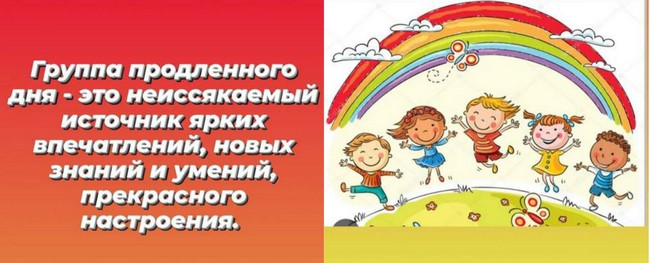 Группа продленного
дня - это неиссякаемый
источник ярких
впечатлений, новых
знаний и умений,
прекрасного
настроения.